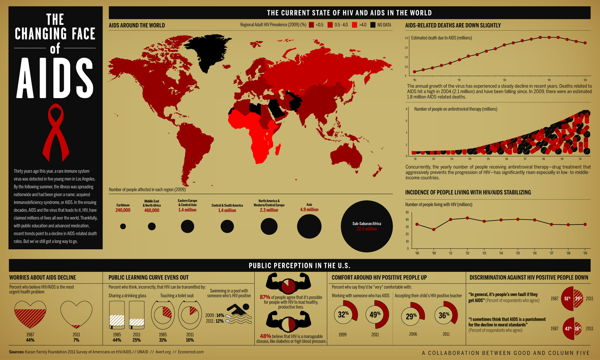 THE
CHANGING FACE
of
AIDS
Thirty years ago this year, a rare immune system
virus was detected in five young men in Los Angeles.
By the following summer, the illness was spreading
nationwide and had been given a name: acquired
immunodeficiency syndrome, or AIDS. In the ensuing
decades, AIDS and the virus that leads to it, HIV, have
claimed millions of lives all over the world. Thankfully,
with public education and advanced medication,
recent trends point to a decline in AIDS-related death
rates. But we're still got a long way to go.
THE CURRENT STATE OF HIV AND AIDS IN THE WORLD
AIDS AROUND THE WORLD
Regional Adult HIV Prevalence (2009) (%)
<0.5
0.5 - 4.0
>4.0
NO DATA
Number of people affected in each region (2009)
Caribbean
240,000
Middle East
& North Africa
460,000
Eastern Europe
& Central Asia
1.4 million
Central & South America
1.4 million
North America &
Western/Central Europe
2.3 million
Asia
4.9 million
Sub-Saharan Africa
22.5 million
AIDS-RELATED DEATHS ARE DOWN SLIGHTLY
Estimated death due to AIDS (millions)
The annual growth of the virus has experienced a steady decline in recent years. Deaths related to
AIDS hit a high in 2004 (2.1 million) and have been falling since. In 2009, there were an estimated
1.8 million AIDS-related deaths.
Number of people on antiretroviral therapy (millions)
Concurrently, the yearly number of people receiving antiretroviral therapy—drug treatment that
aggressively prevents the progression of HIV—has significantly risen especially in low- to middle-
income countries.
INCIDENCE OF PEOPLE LIVING WITH HIV/AIDS STABILIZING
Number of people living with HIV (millions)
PUBLIC PERCEPTION IN THE U.S.
WORRIES ABOUT AIDS DECLINE
Percent who believe HIV/AIDS is the most
urgent health problem
1987
44%
2011
7%
PUBLIC LEARNING CURVE EVENS OUT
Percent who think, incorrectly, that HIV can be transmitted by:
Sharing a drinking glass
1985
44%
2011
25%
Touching a toilet seat
1985
31%
2011
16%
Swimming in a pool with
someone who's HIV positive
2009: 14%
2011: 12%
87%
of people agree that it's possible
for people with HIV to lead healthy,
productive lives.
48%
believe that HIV is a manageable
disease, like diabetes or high blood pressure.
COMFORT AROUND HIV POSITIVE PEOPLE UP
Percent who say they'd be "very" comfortable with:
Working with someone who has AIDS
32%
49%
Accepting their child's HIV positive teacher
29%
36%
DISCRIMINATION AGAINST HIV POSITIVE PEOPLE DOWN
"In general, it's people's own fault if they
get AIDS" (Percent of respondents who agree)
1987
2011
"I sometimes think that AIDS is a punishment
for the decline in moral standards"
(Percent of respondents who agree)
1987
2011
Sources: Kaiser Family Foundation 2011 Survey of Americans on HIV/AIDS // UNAIDS // Avert.org // Economist.com
A COLLABORATION BETWEEN GOOD AND COLUMN FIVE